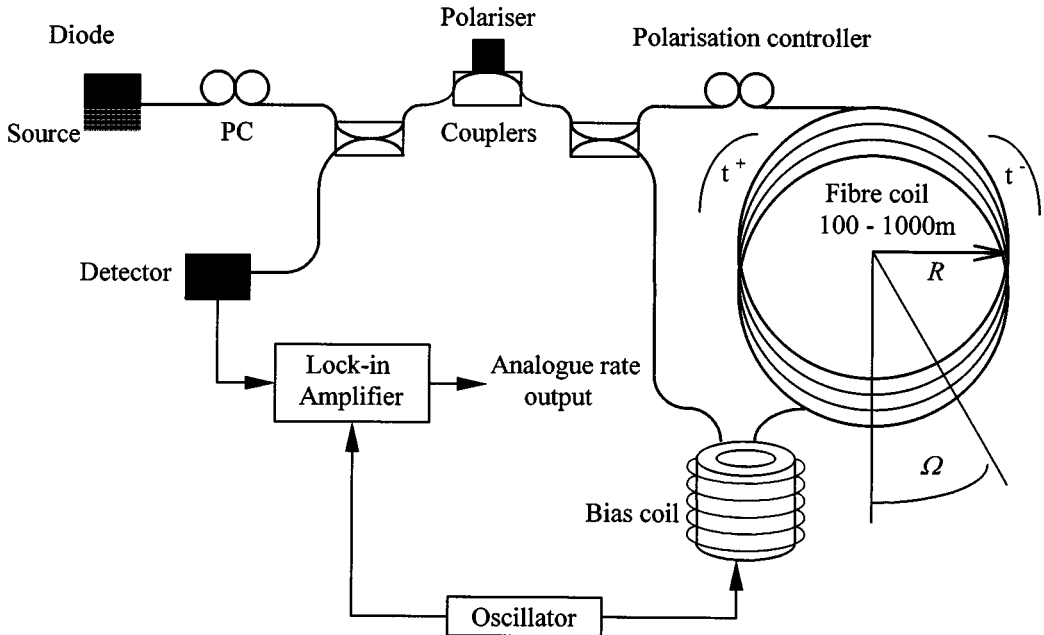 Diode
Source
PC
Polariser
Couplers
Polarisation controller
t+
t-
Fibre coil
100 - 1000m
R
Detector
Lock-in
Amplifier
Analogue rate
output
Ω
Bias coil
Oscillator